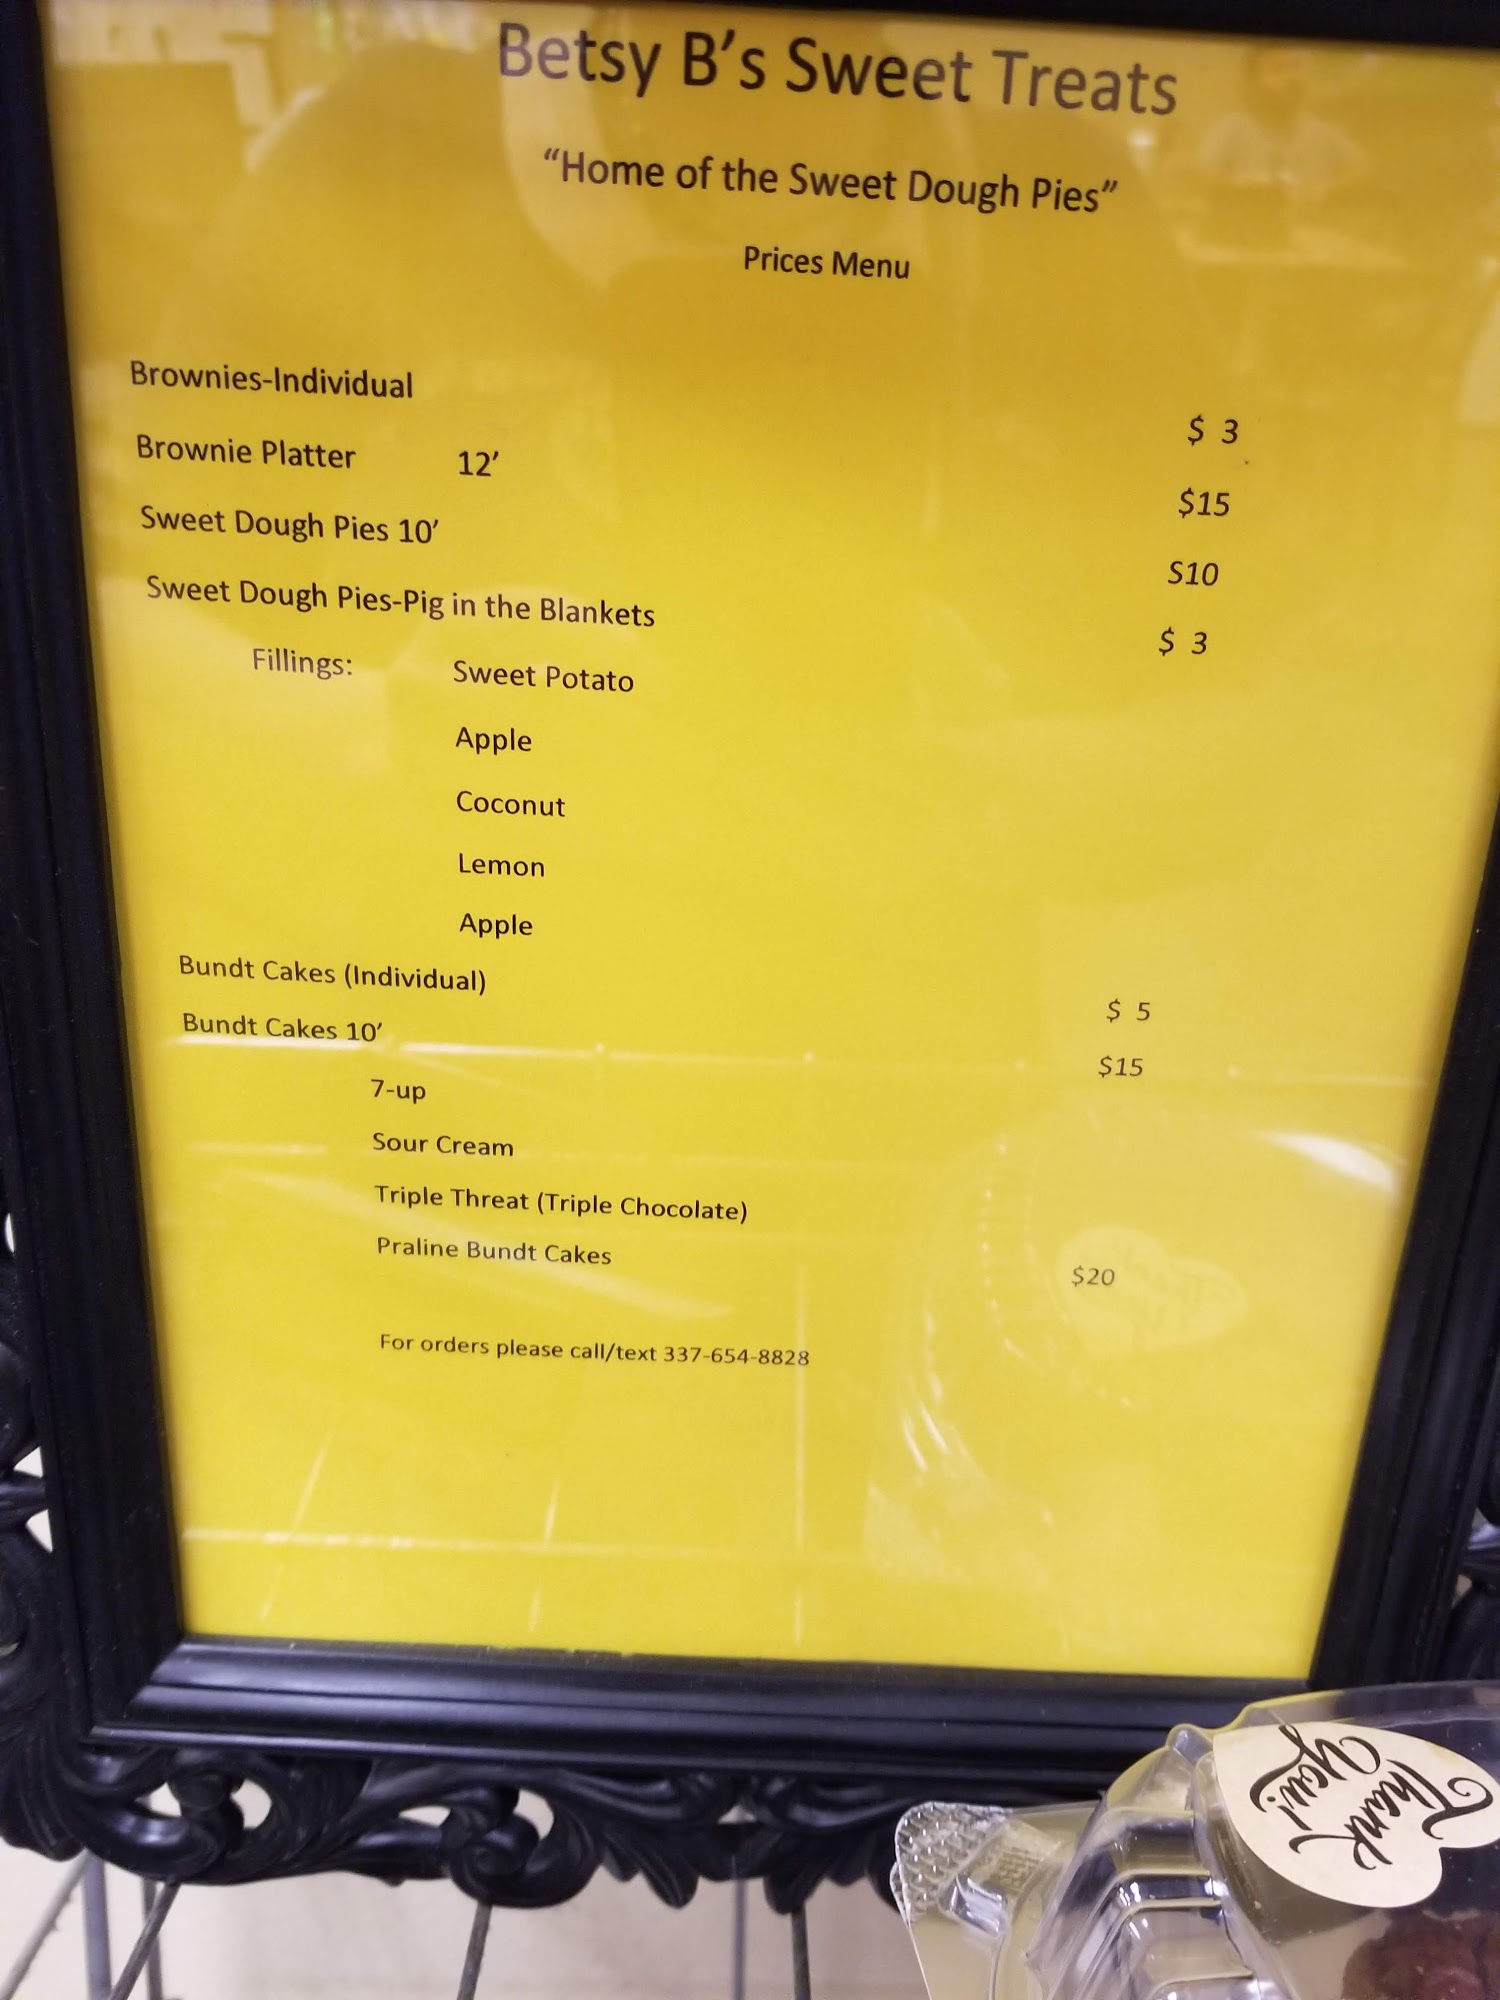 Betsy B's Sweet Treats
“Home of the Sweet Dough Pies”
Prices Menu
Brownies-Individual $ 3
Brownie Platter 12' $15
Sweet Dough Pies 10' S10
Sweet Dough Pies-Pig in the Blankets $ 3
Fillings: Sweet Potato
Apple
Coconut
Lemon
Apple
Bundt Cakes (Individual) $ 5
Bundt Cakes 10' $15
7-up
Sour Cream
Triple Threat (Triple Chocolate)
Praline Bundt Cakes $20
For orders please call/text 337-654-8828
Thank
You!